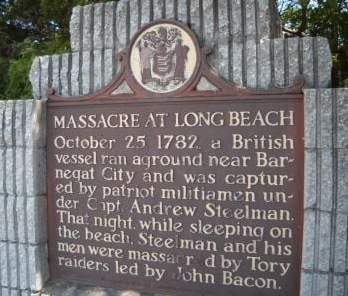 MASSACRE AT LONG BEACH
October 25 1782, a British
vessel ran aground near Bar-
negat City and was captur-
ed by patriot militiamen un-
der Capt. Andrew Steelman.
That night, while sleeping on
the beach, Steelman and his
men were massacred by Tory
raiders led by John Bacon.